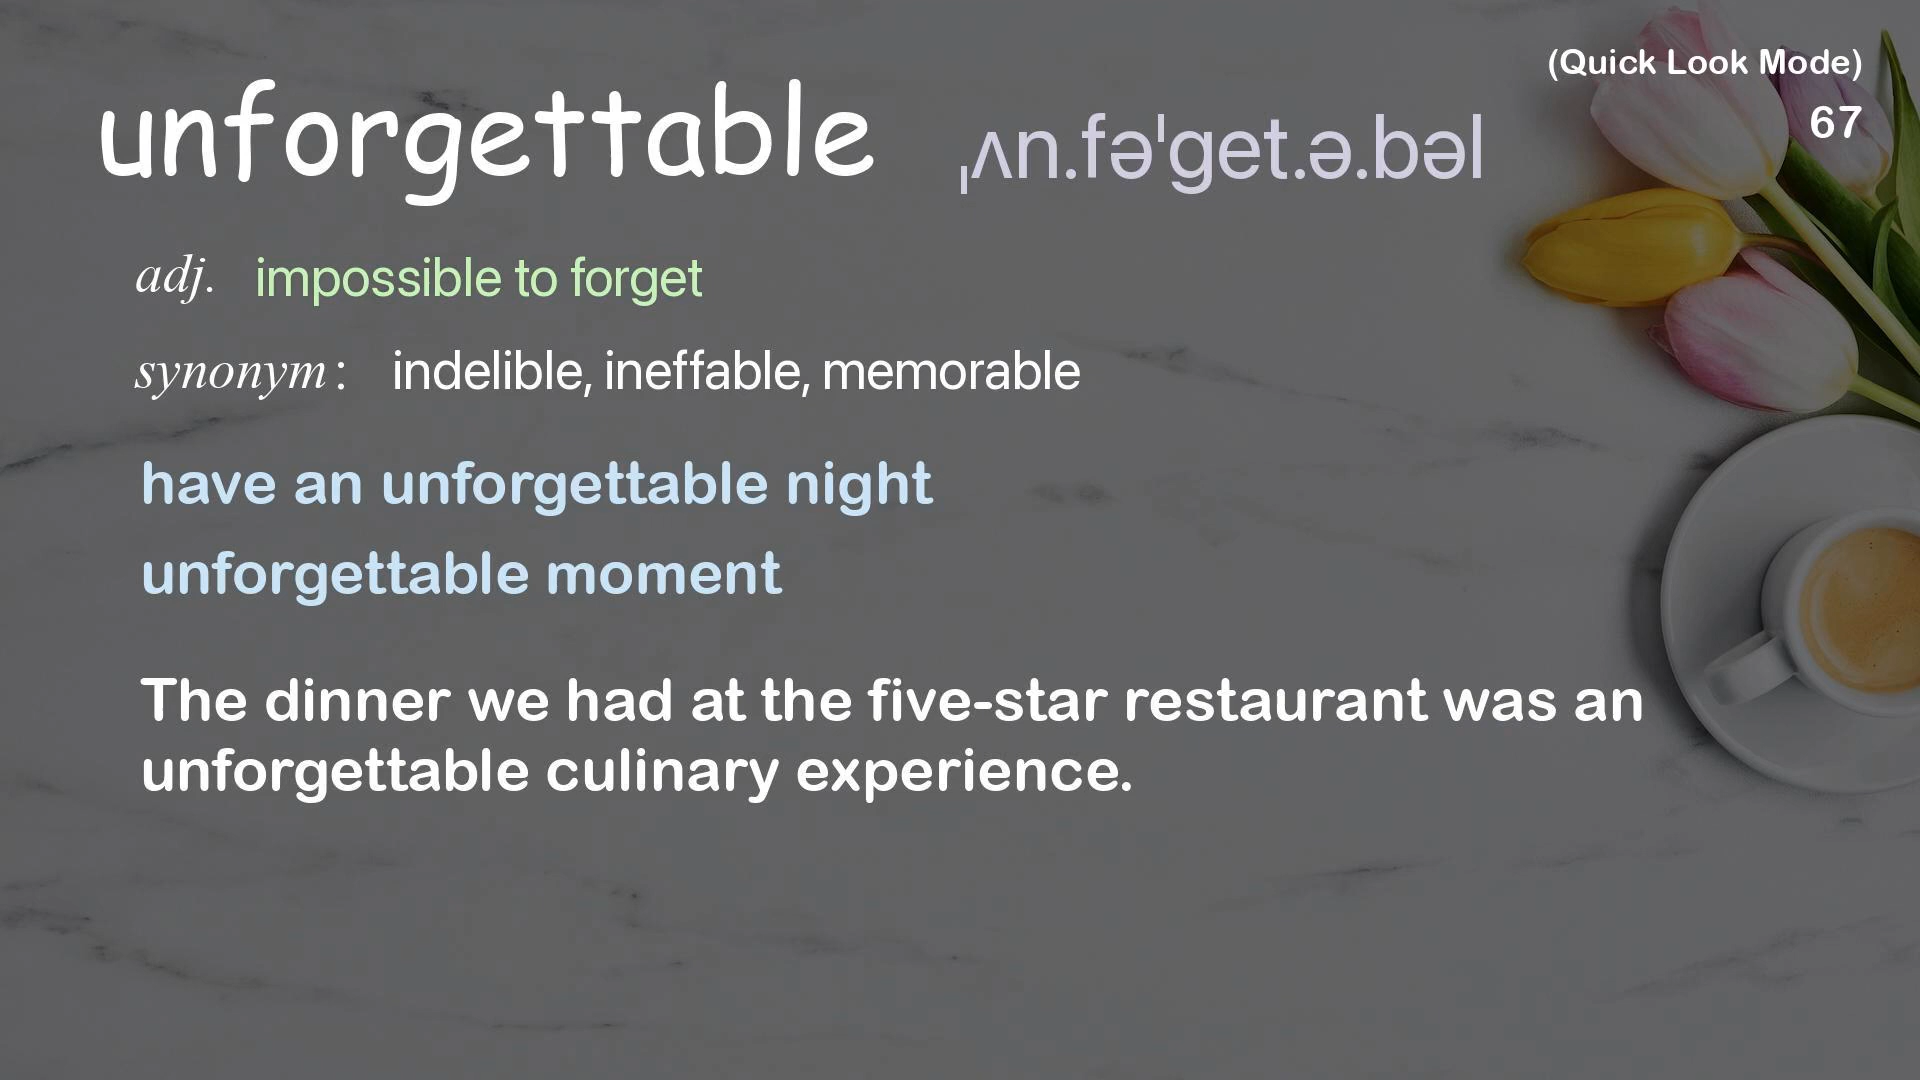 (Quick Look Mode)
67
unforgettable ˌʌn.fəˈget.ə.bəl
adj. impossible to forget
synonym: indelible, ineffable, memorable
have an unforgettable night
unforgettable moment
The dinner we had at the five-star restaurant was an
unforgettable culinary experience.